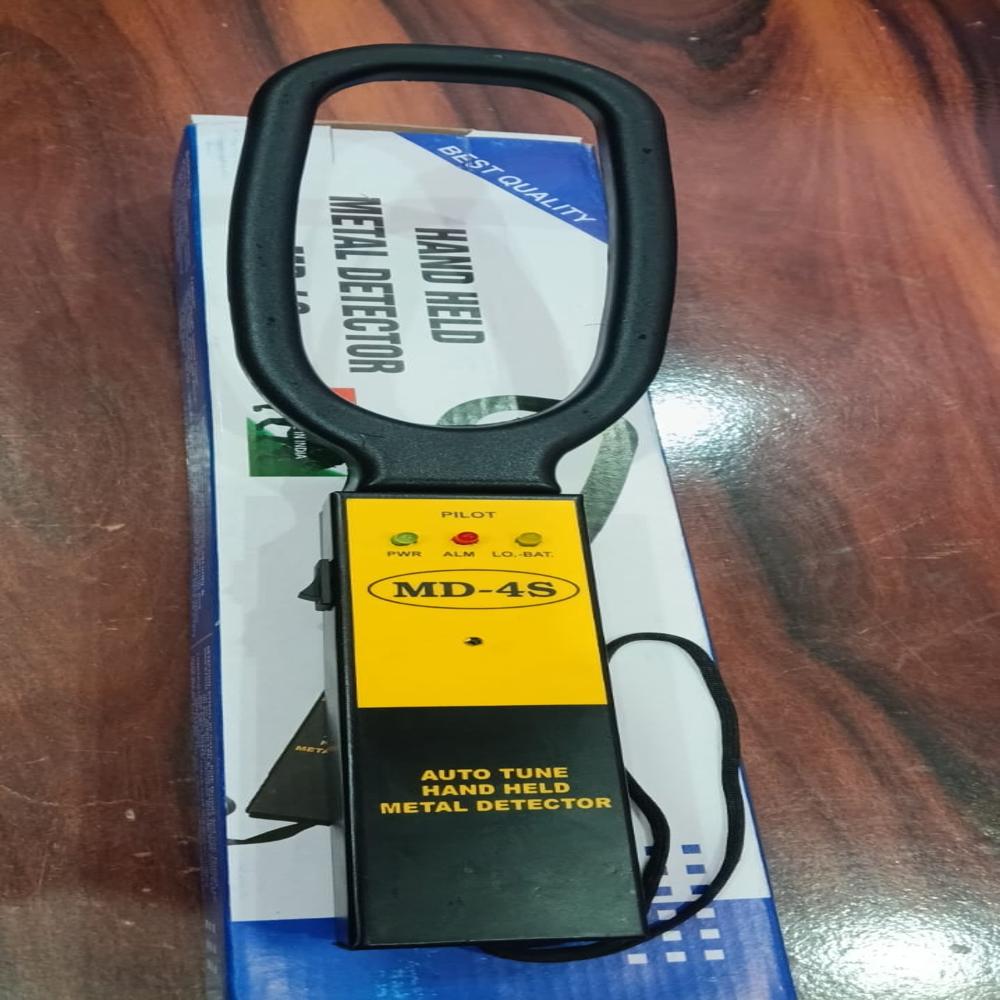 BEST QUALITY
HAND HELD
METAL DETECTOR
IN INDIA
PILOT
PWR ALM LO.-BAT.
MD-4S
META
AUTO TUNE
HAND HELD
METAL DETECTOR